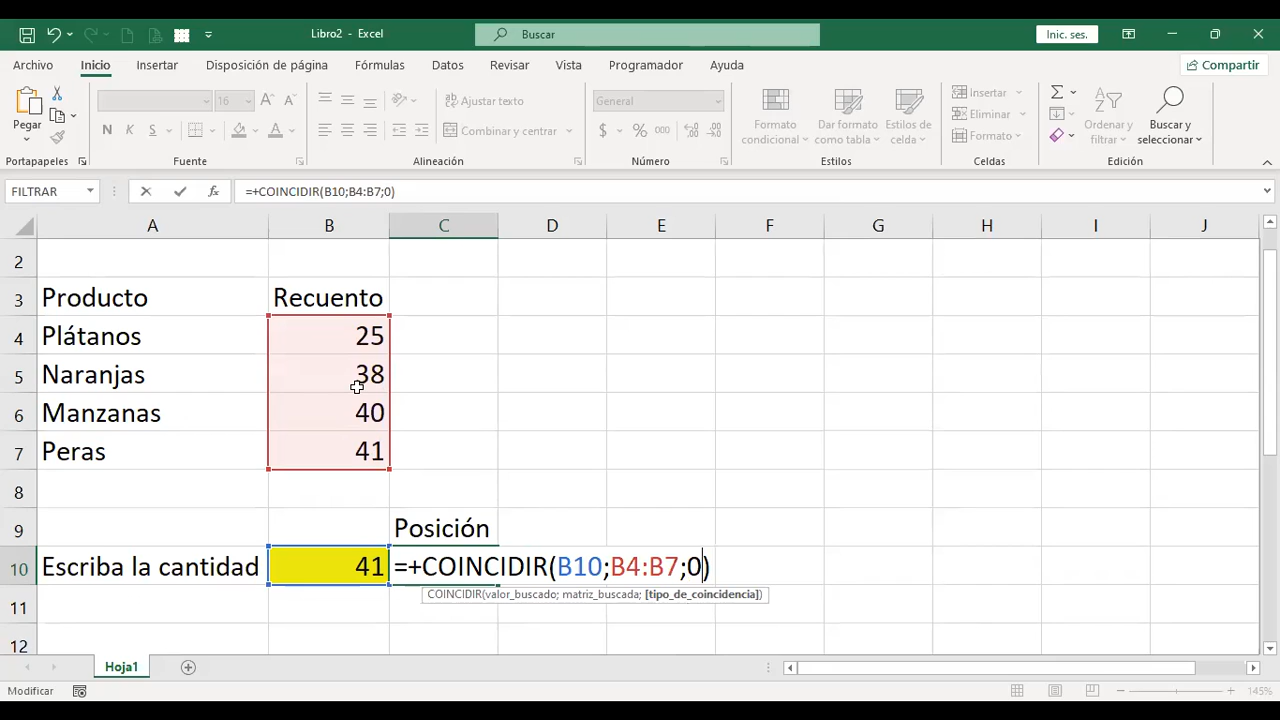 Libro2 - Excel
Buscar
Inic. ses.
Archivo Inicio Insertar Disposición de página Fórmulas Datos Revisar Vista Programador Ayuda Compartir
Pegar
16
N K S
Ajustar texto
Combinar y centrar
General
$ % 000
Formato condicional
Dar formato como tabla
Estilos de celda
Insertar
Eliminar
Formato
Ordenar y filtrar
Buscar y seleccionar
Portapapeles Fuente Alineación Número Estilos Celdas Edición
FILTRAR fx =+COINCIDIR(B10;B4:B7;0)
A B C D E F G H I J
2
3 Producto Recuento
4 Plátanos 25
5 Naranjas 38
6 Manzanas 40
7 Peras 41
8
9 Posición
10 Escriba la cantidad 41 =+COINCIDIR(B10;B4:B7;0)
COINCIDIR(valor_buscado; matriz_buscada; [tipo_de_coincidencia])
11
12
Hoja1
Modificar 145%